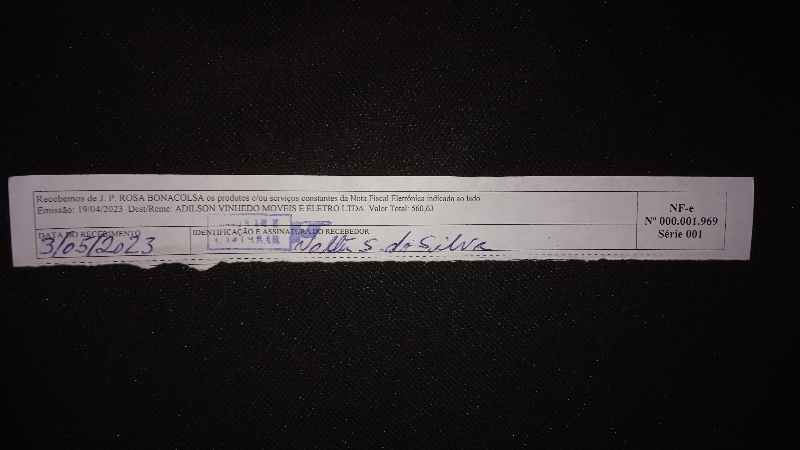 Recebemos de J. P. ROSA BONACOLSA os produtos e/ou serviços constantes da Nota Fiscal Eletrônica indicada ao lado
Emissão: 19/04/2023 Dest/Reme: ADILSON VINHEDO MOVEIS E ELETRO LTDA Valor Total: 560,63
DATA DO RECEBIMENTO
3/05/2023
IDENTIFICAÇÃO E ASSINATURA DO RECEBEDOR
S. da Silva
NF-e
Nº 000.001.969
Série 001